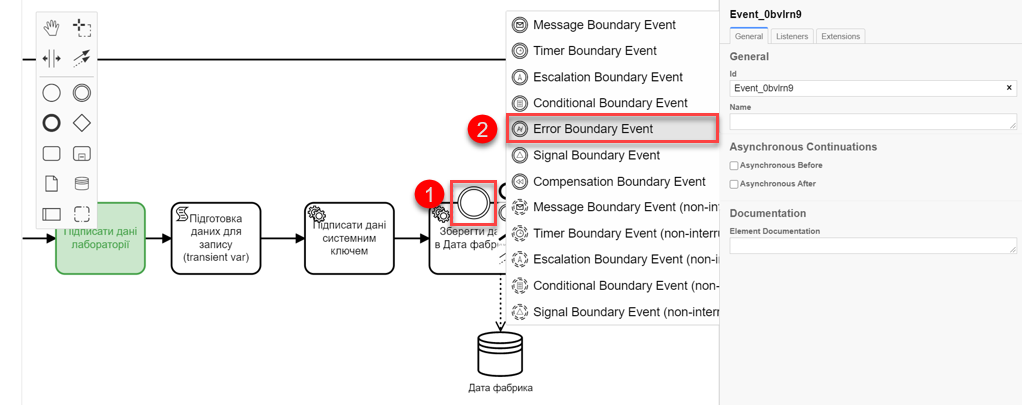 Message Boundary Event
Timer Boundary Event
Escalation Boundary Event
Conditional Boundary Event
2
Error Boundary Event
Signal Boundary Event
1
Compensation Boundary Event
Message Boundary Event (non-in
Timer Boundary Event (non-interr
Escalation Boundary Event (non-i
Conditional Boundary Event (non-
Signal Boundary Event (non-interr
Підписати дані
лабораторії
Підготовка
даних для
запису
(transient var)
Підписати дані
системним
ключем
Зберегти да
в Дата фабр
Дата фабрика
Event_0bvlrn9
General
Listeners
Extensions
General
Id
Event_0bvlrn9
Name
Asynchronous Continuations
Asynchronous Before
Asynchronous After
Documentation
Element Documentation